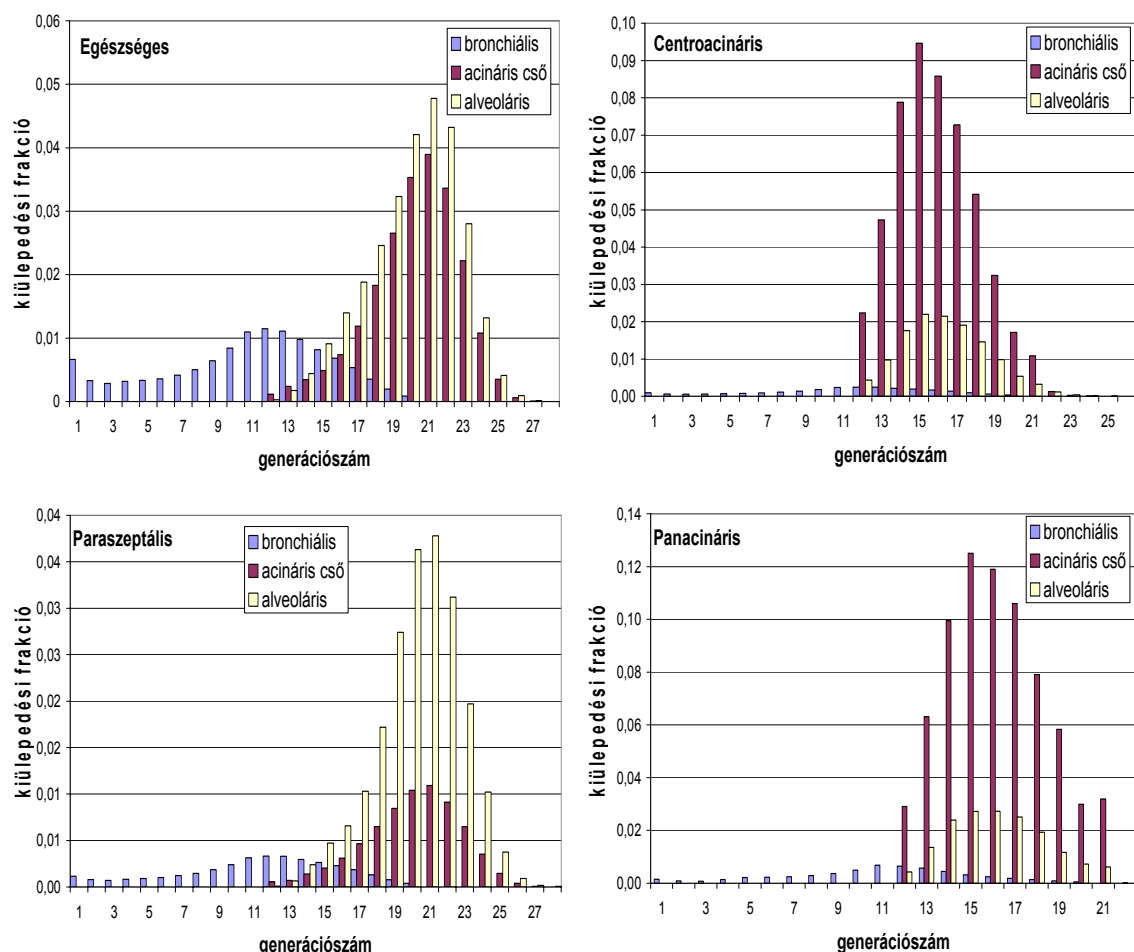 Egészséges
bronchiális
acináris cső
alveoláris
0,06
0,05
0,04
0,03
0,02
0,01
0
kiülepedési frakció
1 3 5 7 9 11 13 15 17 19 21 23 25 27
generációszám
Centroacináris
bronchiális
acináris cső
alveoláris
0,10
0,09
0,08
0,07
0,06
0,05
0,04
0,03
0,02
0,01
0,00
kiülepedési frakció
1 3 5 7 9 11 13 15 17 19 21 23 25
generációszám
Paraszeptális
bronchiális
acináris cső
alveoláris
0,04
0,04
0,03
0,03
0,02
0,02
0,01
0,01
0,00
kiülepedési frakció
1 3 5 7 9 11 13 15 17 19 21 23 25 27
generációszám
Panacináris
bronchiális
acináris cső
alveoláris
0,14
0,12
0,10
0,08
0,06
0,04
0,02
0,00
kiülepedési frakció
1 3 5 7 9 11 13 15 17 19 21
generációszám